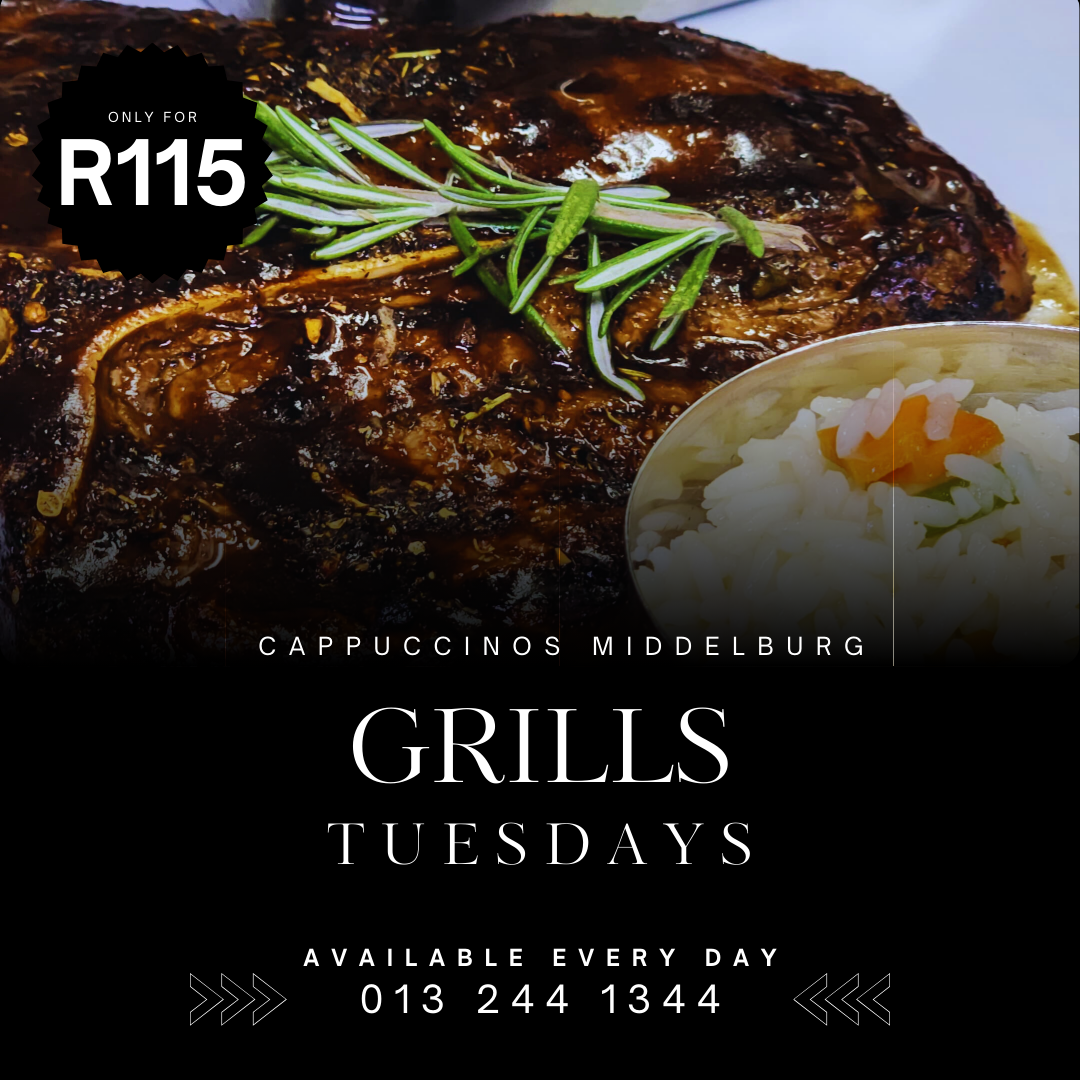 ONLY FOR
R115
CAPPUCCINOS MIDDELBURG
GRILLS
TUESDAYS
AVAILABLE EVERY DAY
013 244 1344